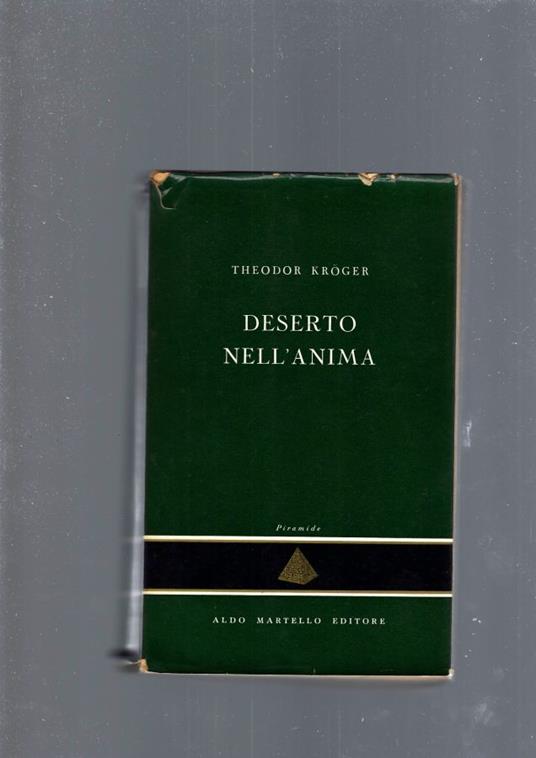 THEODOR KRÖGER
DESERTO
NELL'ANIMA
Piramide
ALDO MARTELLO EDITORE